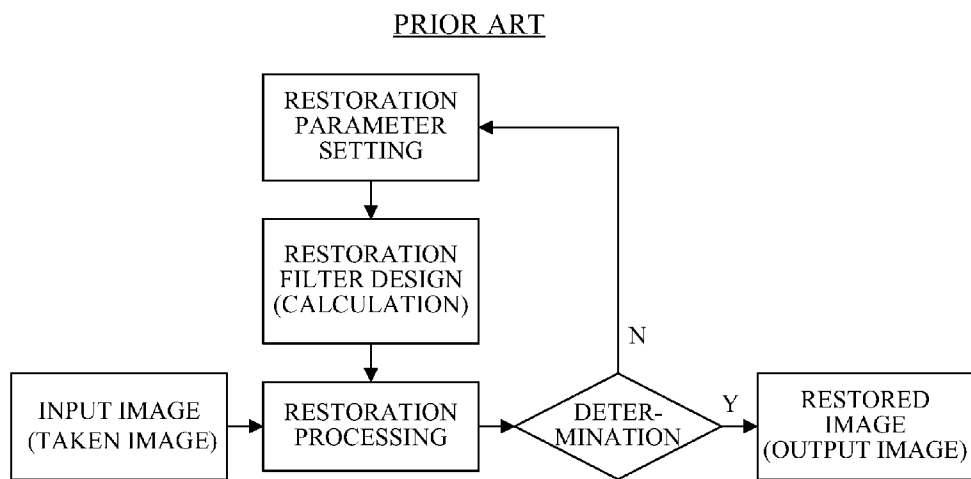 PRIOR ART
RESTORATION
PARAMETER
SETTING
RESTORATION
FILTER DESIGN
(CALCULATION)
N
INPUT IMAGE
(TAKEN IMAGE)
RESTORATION
PROCESSING
DETER-
MINATION
Y
RESTORED
IMAGE
(OUTPUT IMAGE)